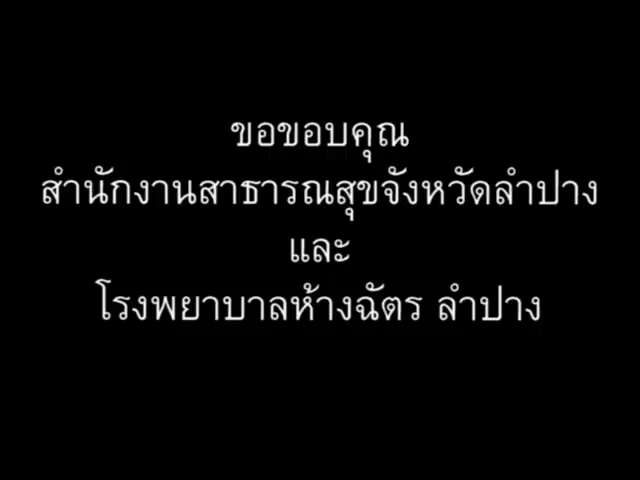 ขอขอบคุณ
สำนักงานสาธารณสุขจังหวัดลำปาง
และ
โรงพยาบาลห้างฉัตร ลำปาง